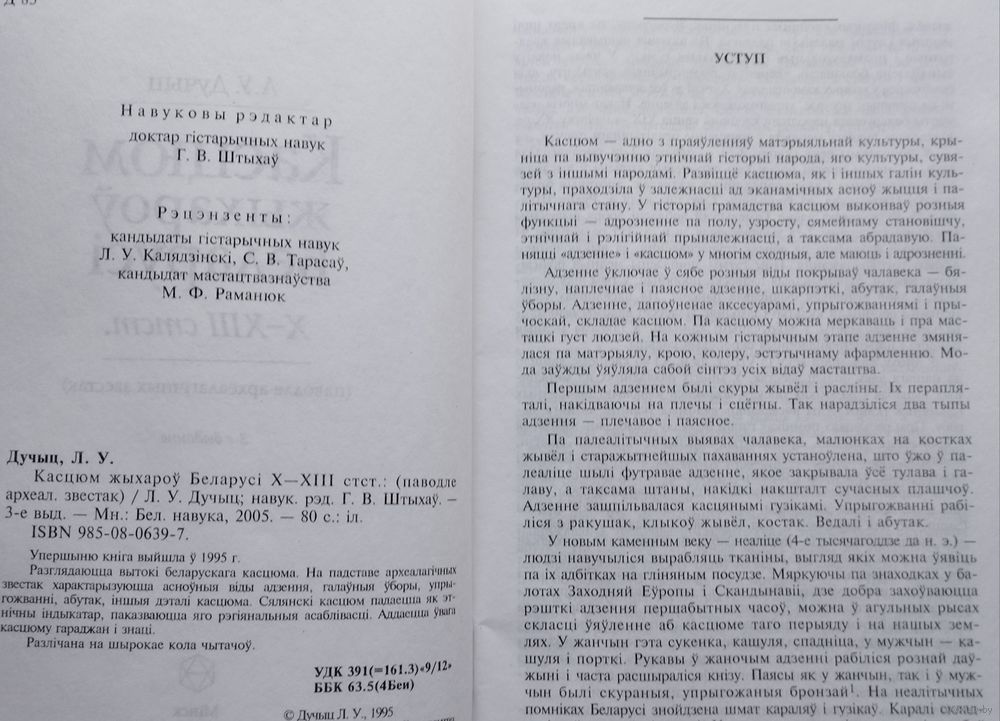 Навуковы рэдактар
доктар гістарычных навук
Г. В. Штыхаў
Рэцэнзенты:
кандыдаты гістарычных навук
Л. У. Калядзінскі, С. В. Тарасаў,
кандыдат мастацтвазнаўства
М. Ф. Раманюк
Дучыц, Л. У.
Касцюм жыхароў Беларусі X—XIII стст.: (паводле
археал. звестак) / Л. У. Дучыц; навук. рэд. Г. В. Штыхаў. –
3-е выд. — Мн.: Бел. навука, 2005. — 80 с.: іл.
ISBN 985-08-0639-7.
Упершыню кніга выйшла ў 1995 г.
Разглядаюцца вытокі беларускага касцюма. На падставе археалагічных
звестак характарызуюцца асноўныя віды адзення, галаўныя ўборы, упры-
гожванні, абутак, іншыя дэталі касцюма. Сялянскі касцюм падаецца як эт-
нічны індыкатар, паказваюцца яго рэгіянальныя асаблівасці. Аддаецца ўвага
касцюму гараджан і знаці.
Разлічана на шырокае кола чытачоў.
УДК 391(=161.3)«9/12»
ББК 63.5(4Беи)
© Дучыц Л. У., 1995
УСТУП
Касцюм — адно з праяўленняў матэрыяльнай культуры, кры-
ніца па вывучэнню этнічнай гісторыі народа, яго культуры, сувя-
зей з іншымі народамі. Развіццё касцюма, як і іншых галін куль-
туры, праходзіла ў залежнасці ад эканамічных асноў жыцця і па-
літычнага стану. У гісторыі грамадства касцюм выконваў розныя
функцыі — адрозненне па полу, узросту, сямейнаму становішчу,
этнічнай і рэлігійнай прыналежнасці, а таксама абрадавую. Па-
няцці «адзенне» і «касцюм» у многім сходныя, але маюць і адрозненні.
Адзенне ўключае ў сябе розныя віды покрываў чалавека — бя-
лізну, наплечнае і паясное адзенне, шкарпэткі, абутак, галаўныя
ўборы. Адзенне, дапоўненае аксесуарамі, упрыгожваннямі і пры-
чоскай, складае касцюм. Па касцюму можна меркаваць і пра мас-
тацкі густ людзей. На кожным гістарычным этапе адзенне змяня-
лася па матэрыялу, крою, колеру, эстэтычнаму афармленню. Мо-
да заўжды ўяўляла сабой сінтэз усіх відаў мастацтва.
Першым адзеннем былі скуры жывёл і расліны. Іх перапля-
талі, накідваючы на плечы і сцёгны. Так нарадзіліся два тыпы
адзення — плечавое і паясное.
Па палеалітычных выявах чалавека, малюнках на костках
жывёл і старажытнейшых пахаваннях устаноўлена, што ўжо ў па-
леаліце шылі футравае адзенне, якое закрывала ўсё тулава і га-
лаву, а таксама штаны, накідкі накшталт сучасных плашчоў.
Адзенне зашпільвалася касцянымі гузікамі. Упрыгожванні рабі-
ліся з ракушак, клыкоў жывёл, костак. Ведалі і абутак.
У новым каменным веку — неаліце (4-е тысячагоддзе да н. э.) —
людзі навучыліся вырабляць тканіны, выгляд якіх можна ўявіць
па іх адбітках на гліняным посудзе. Мяркуючы па знаходках у ба-
лотах Заходняй Еўропы і Скандынавіі, дзе добра захоўваюцца
рэшткі адзення першабытных часоў, можна ў агульных рысах
скласці ўяўленне аб касцюме таго перыяду і на нашых зем-
лях. У жанчын гэта сукенка, кашуля, спадніца, у мужчын — ка-
шуля і порткі. Рукавы ў жаночым адзенні рабіліся рознай даў-
жыні і часта расшыраліся кнізу. Паясы як у жанчын, так і ў муж-
чын былі скураныя, упрыгожаныя бронзай¹. На неалітычных
помніках Беларусі знойдзена шмат караляў і гузікаў. Каралі склад-